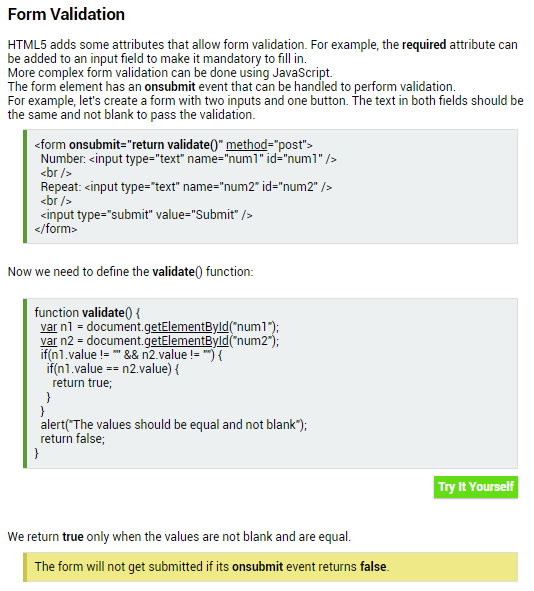 Form Validation
HTML5 adds some attributes that allow form validation. For example, the required attribute can
be added to an input field to make it mandatory to fill in.
More complex form validation can be done using JavaScript.
The form element has an onsubmit event that can be handled to perform validation.
For example, let's create a form with two inputs and one button. The text in both fields should be
the same and not blank to pass the validation.
<form onsubmit="return validate()" method="post">
Number: <input type="text" name="num1" id="num1" />
<br />
Repeat: <input type="text" name="num2" id="num2" />
<br />
<input type="submit" value="Submit" />
</form>
Now we need to define the validate() function:
function validate() {
var n1 = document.getElementById("num1");
var n2 = document.getElementById("num2");
if(n1.value != "" && n2.value != "") {
if(n1.value == n2.value) {
return true;
}
}
alert("The values should be equal and not blank");
return false;
}
Try It Yourself
We return true only when the values are not blank and are equal.
The form will not get submitted if its onsubmit event returns false.